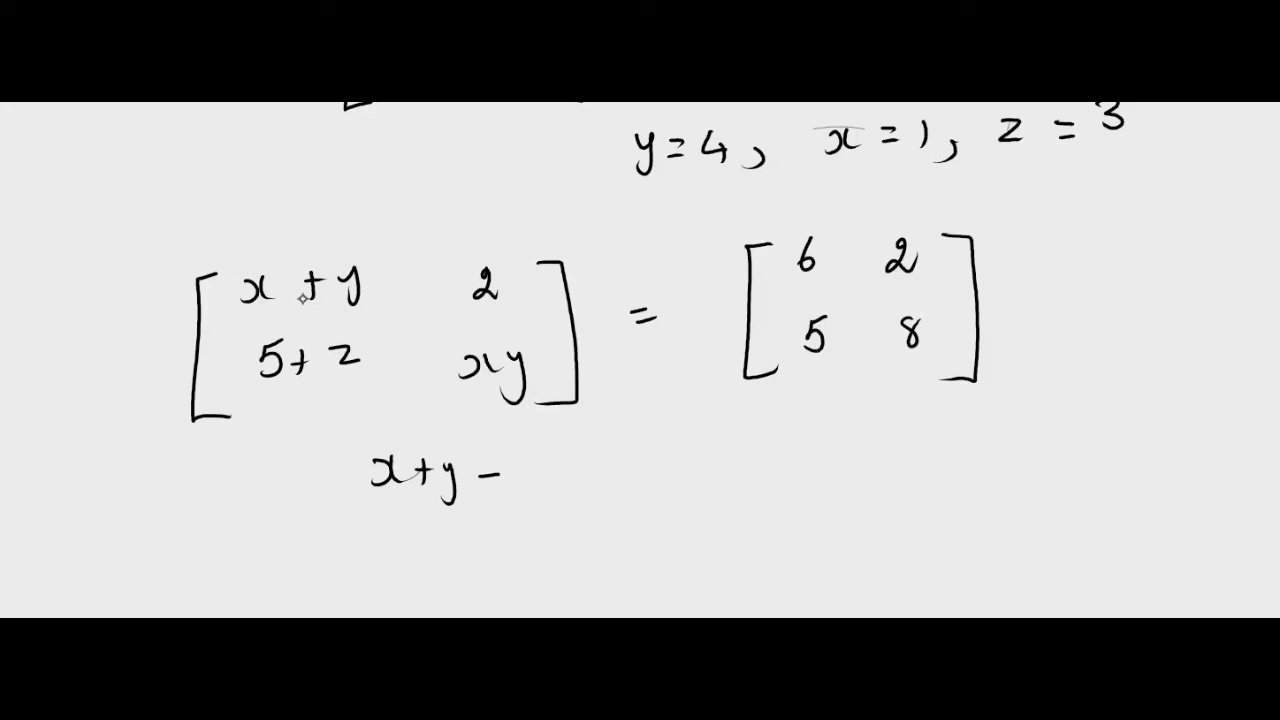 y = 4, x = 1, z = 3
[ x + y 2 ] = [ 6 2 ]
[ 5 + z xy ] [ 5 8 ]
x + y -